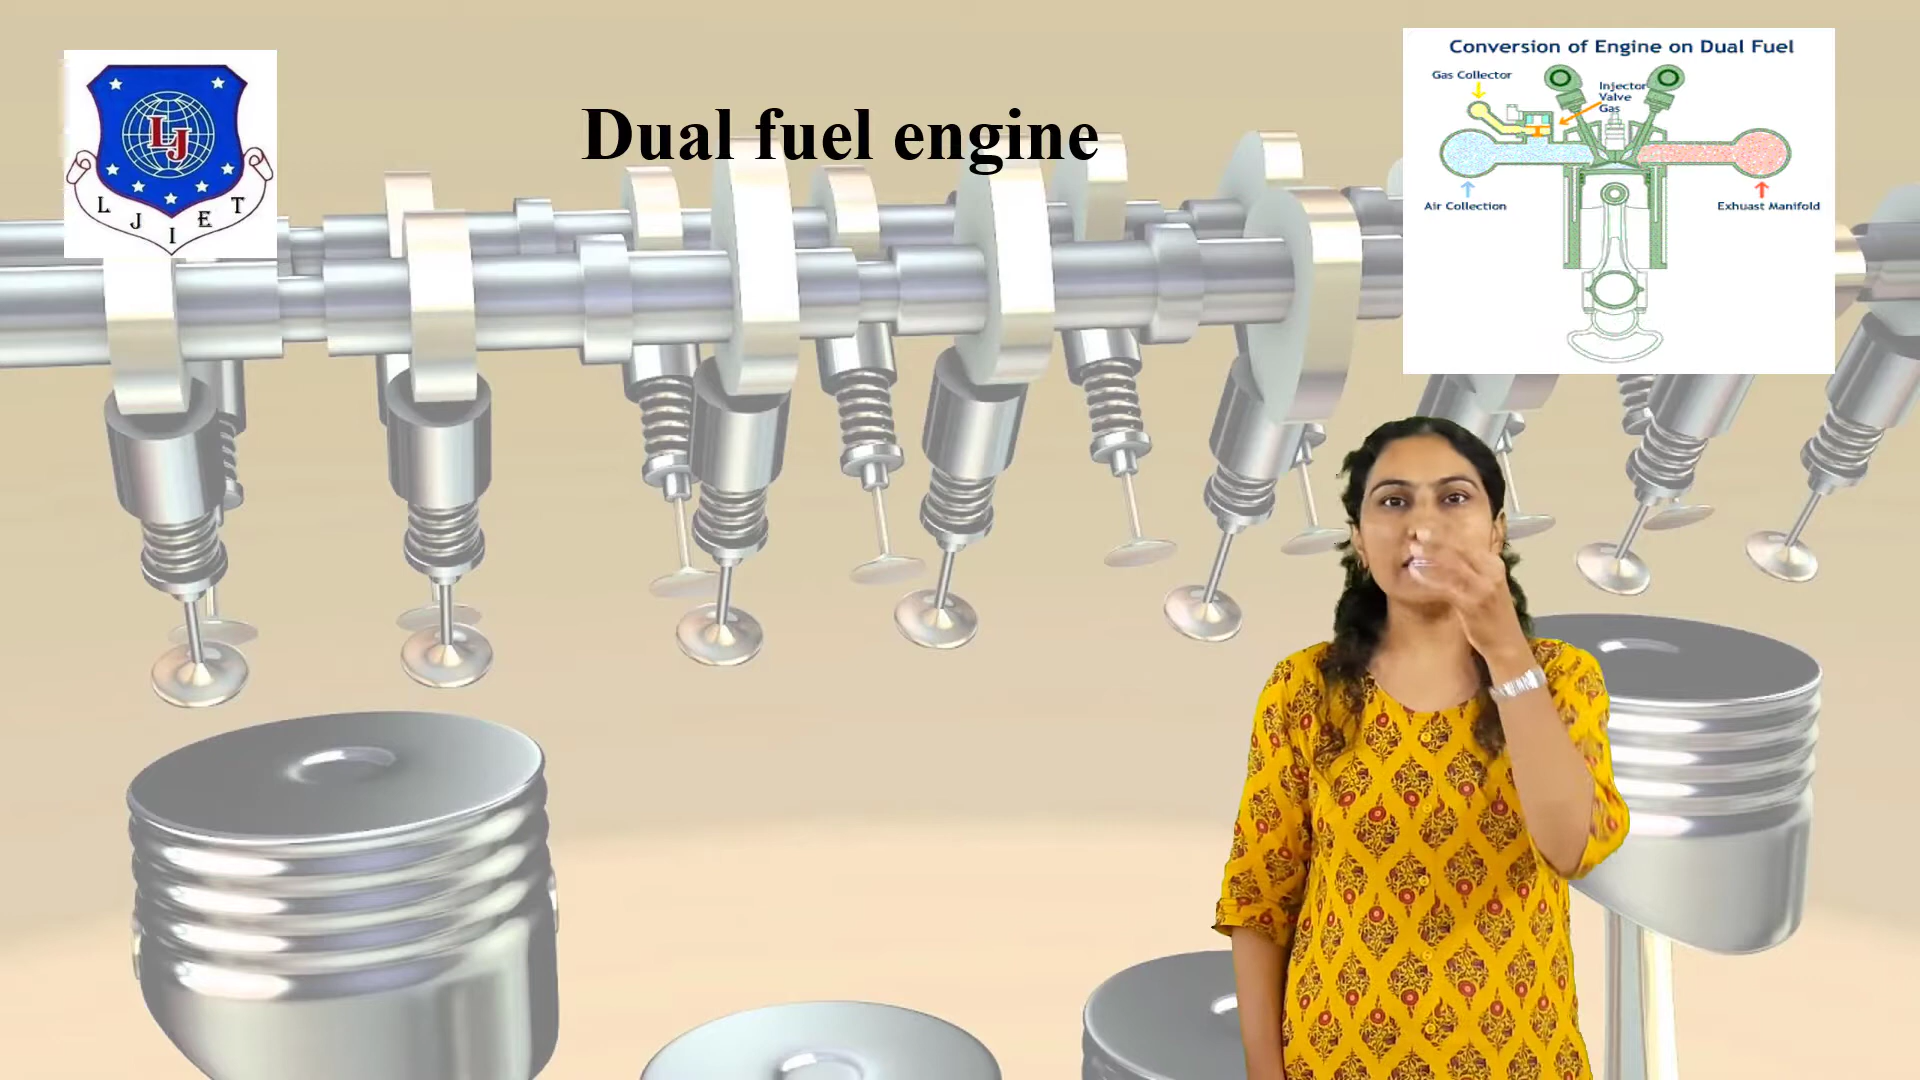 LJ
L J I E T
Dual fuel engine
Conversion of Engine on Dual Fuel
Gas Collector
Injector
Valve
Gas
Air Collection
Exhuast Manifold